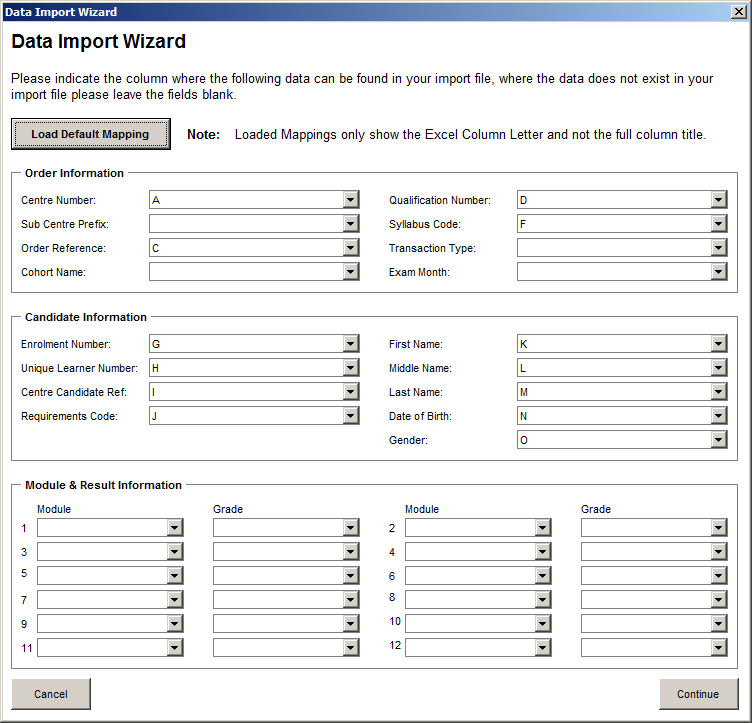 Data Import Wizard
Data Import Wizard
Please indicate the column where the following data can be found in your import file, where the data does not exist in your
import file please leave the fields blank.
Load Default Mapping Note: Loaded Mappings only show the Excel Column Letter and not the full column title.
Order Information
Centre Number: A Qualification Number: D
Sub Centre Prefix: Syllabus Code: F
Order Reference: C Transaction Type:
Cohort Name: Exam Month:
Candidate Information
Enrolment Number: G First Name: K
Unique Learner Number: H Middle Name: L
Centre Candidate Ref: I Last Name: M
Requirements Code: J Date of Birth: N
Gender: O
Module & Result Information
Module Grade Module Grade
1 2
3 4
5 6
7 8
9 10
11 12
Cancel Continue